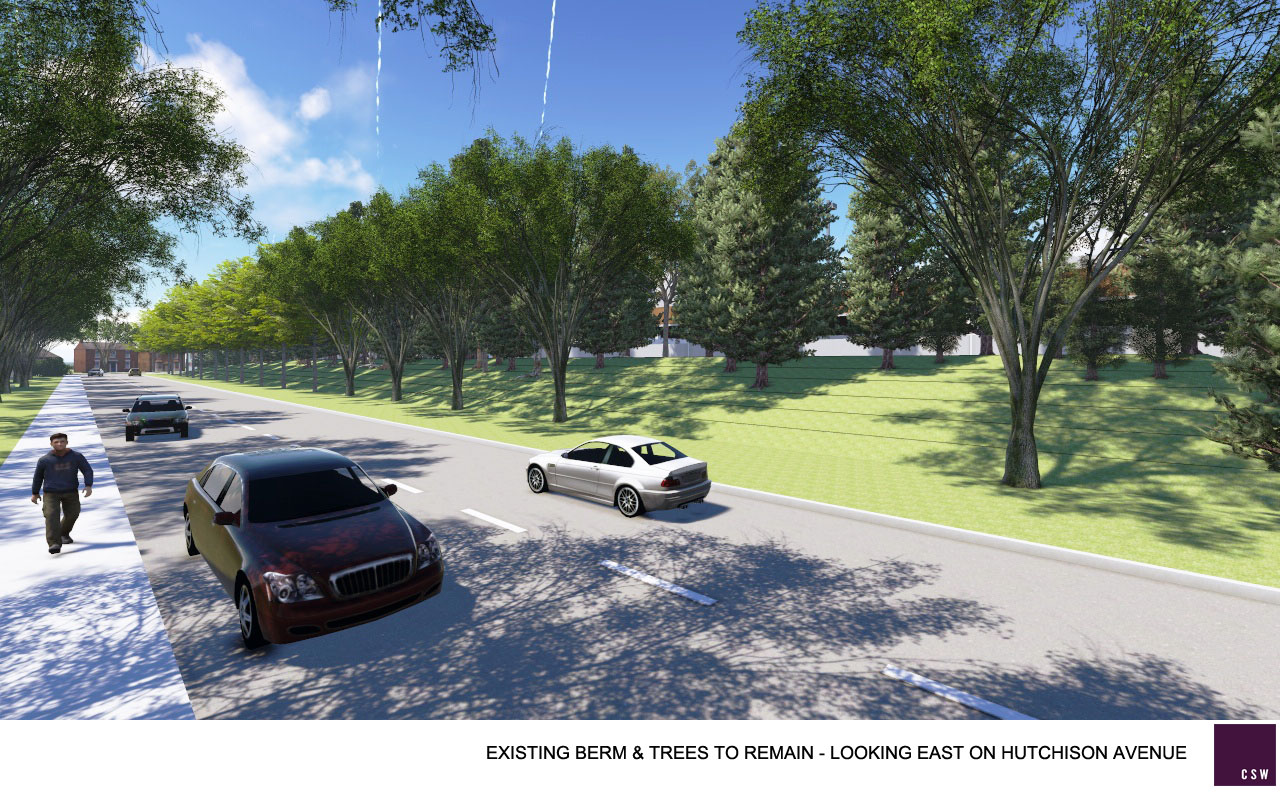 EXISTING BERM & TREES TO REMAIN - LOOKING EAST ON HUTCHISON AVENUE
CSW